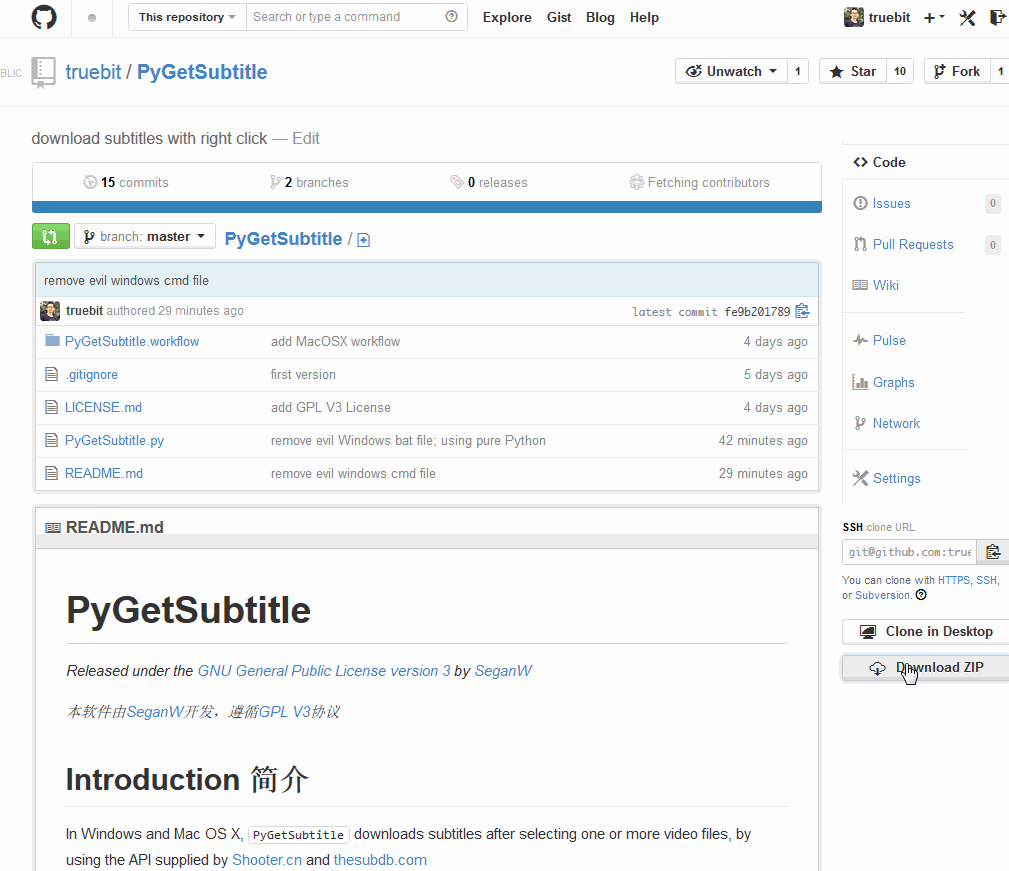 This repository Search or type a command Explore Gist Blog Help truebit
BLIC truebit / PyGetSubtitle Unwatch 1 Star 10 Fork 1
download subtitles with right click — Edit
15 commits 2 branches 0 releases Fetching contributors
branch: master PyGetSubtitle /
remove evil windows cmd file
truebit authored 29 minutes ago latest commit fe9b201789
PyGetSubtitle.workflow add MacOSX workflow 4 days ago
.gitignore first version 5 days ago
LICENSE.md add GPL V3 License 4 days ago
PyGetSubtitle.py remove evil Windows bat file; using pure Python 42 minutes ago
README.md remove evil windows cmd file 29 minutes ago
README.md
PyGetSubtitle
Released under the GNU General Public License version 3 by SeganW
本软件由SeganW开发，遵循GPL V3协议
Introduction 简介
In Windows and Mac OS X, PyGetSubtitle downloads subtitles after selecting one or more video files, by
using the API supplied by Shooter.cn and thesubdb.com
Code
Issues 0
Pull Requests 0
Wiki
Pulse
Graphs
Network
Settings
SSH clone URL
git@github.com:true
You can clone with HTTPS, SSH,
or Subversion.
Clone in Desktop
Download ZIP